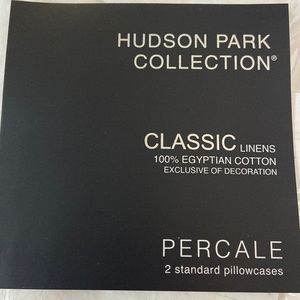 HUDSON PARK
COLLECTION®
CLASSIC LINENS
100% EGYPTIAN COTTON
EXCLUSIVE OF DECORATION
PERCALE
2 standard pillowcases